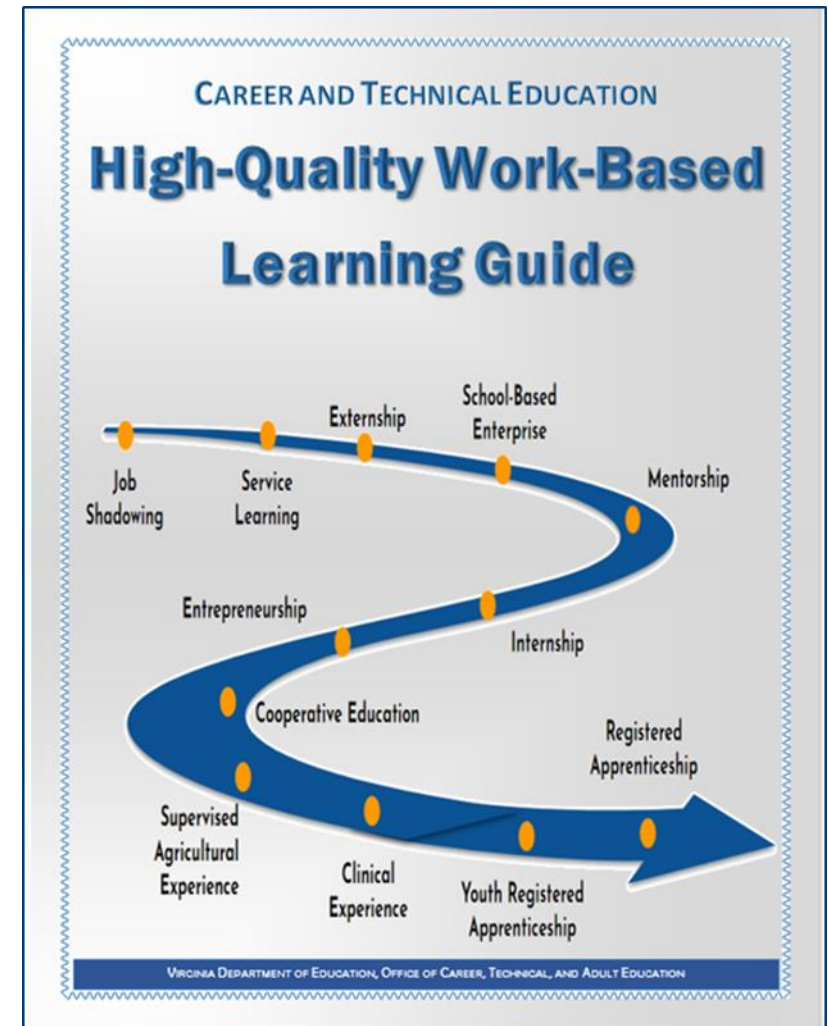 CAREER AND TECHNICAL EDUCATION
High-Quality Work-Based
Learning Guide
Job
Shadowing
Service
Learning
Externship
School-Based
Enterprise
Mentorship
Internship
Entrepreneurship
Cooperative Education
Supervised
Agricultural
Experience
Clinical
Experience
Youth Registered
Apprenticeship
Registered
Apprenticeship
VIRGINIA DEPARTMENT OF EDUCATION, OFFICE OF CAREER, TECHNICAL, AND ADULT EDUCATION